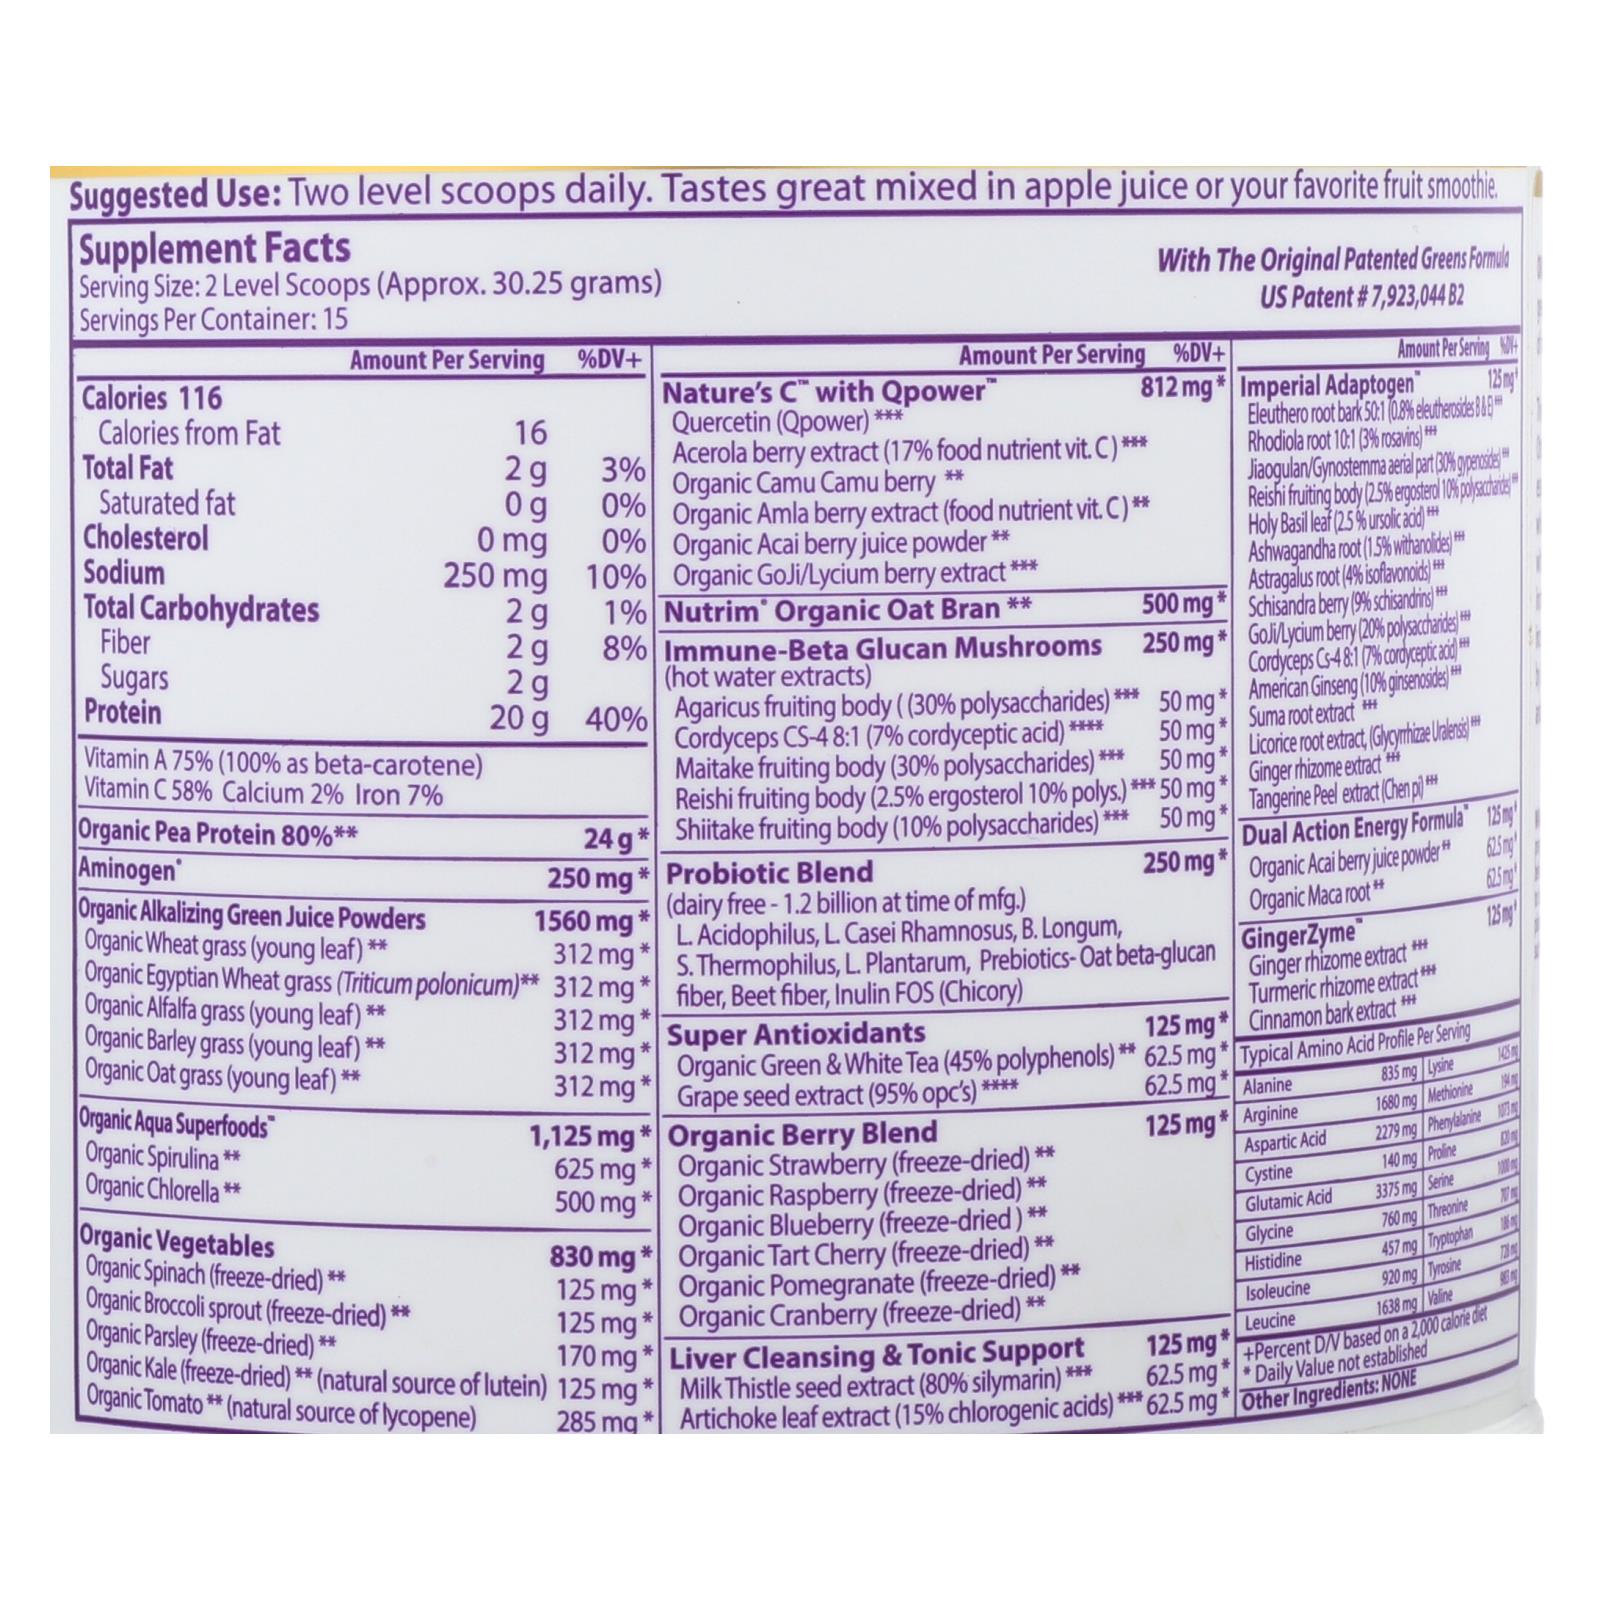 Suggested Use: Two level scoops daily. Tastes great mixed in apple juice or your favorite fruit smoothie.
Supplement Facts
Serving Size: 2 Level Scoops (Approx. 30.25 grams)
Servings Per Container: 15
With The Original Patented Greens Formula
US Patent # 7,923,044 B2
Amount Per Serving %DV+
Calories 116
Calories from Fat 16
Total Fat 2 g 3%
Saturated fat 0 g 0%
Cholesterol 0 mg 0%
Sodium 250 mg 10%
Total Carbohydrates 2 g 1%
Fiber 2 g 8%
Sugars 2 g
Protein 20 g 40%
Vitamin A 75% (100% as beta-carotene)
Vitamin C 58% Calcium 2% Iron 7%
Organic Pea Protein 80%** 24 g *
Aminogen® 250 mg *
Organic Alkalizing Green Juice Powders 1560 mg *
Organic Wheat grass (young leaf) ** 312 mg *
Organic Egyptian Wheat grass (Triticum polonicum)** 312 mg *
Organic Alfalfa grass (young leaf) ** 312 mg *
Organic Barley grass (young leaf) ** 312 mg *
Organic Oat grass (young leaf) ** 312 mg *
Organic Aqua Superfoods™ 1,125 mg *
Organic Spirulina ** 625 mg *
Organic Chlorella ** 500 mg *
Organic Vegetables 830 mg *
Organic Spinach (freeze-dried) ** 125 mg *
Organic Broccoli sprout (freeze-dried) ** 125 mg *
Organic Parsley (freeze-dried) ** 170 mg *
Organic Kale (freeze-dried) ** (natural source of lutein) 125 mg *
Organic Tomato ** (natural source of lycopene) 285 mg *
Amount Per Serving %DV+
Nature's C™ with Qpower™ 812 mg *
Quercetin (Qpower) ***
Acerola berry extract (17% food nutrient vit. C) ***
Organic Camu Camu berry **
Organic Amla berry extract (food nutrient vit. C) **
Organic Acai berry juice powder **
Organic GoJi/Lycium berry extract ***
Nutrim® Organic Oat Bran ** 500 mg *
Immune-Beta Glucan Mushrooms 250 mg *
(hot water extracts)
Agaricus fruiting body ( (30% polysaccharides) *** 50 mg *
Cordyceps CS-4 8:1 (7% cordyceptic acid) **** 50 mg *
Maitake fruiting body (30% polysaccharides) *** 50 mg *
Reishi fruiting body (2.5% ergosterol 10% polys.) *** 50 mg *
Shiitake fruiting body (10% polysaccharides) *** 50 mg *
Probiotic Blend 250 mg *
(dairy free - 1.2 billion at time of mfg.)
L. Acidophilus, L. Casei Rhamnosus, B. Longum,
S. Thermophilus, L. Plantarum, Prebiotics- Oat beta-glucan
fiber, Beet fiber, Inulin FOS (Chicory)
Super Antioxidants 125 mg *
Organic Green & White Tea (45% polyphenols) ** 62.5 mg *
Grape seed extract (95% opc's) **** 62.5 mg *
Organic Berry Blend 125 mg *
Organic Strawberry (freeze-dried) **
Organic Raspberry (freeze-dried) **
Organic Blueberry (freeze-dried ) **
Organic Tart Cherry (freeze-dried) **
Organic Pomegranate (freeze-dried) **
Organic Cranberry (freeze-dried) **
Liver Cleansing & Tonic Support 125 mg *
Milk Thistle seed extract (80% silymarin) *** 62.5 mg *
Artichoke leaf extract (15% chlorogenic acids) *** 62.5 mg *
Amount Per Serving %DV+
Imperial Adaptogen™ 125 mg *
Eleuthero root bark 50:1 (0.8% eleutherosides B & E) ***
Rhodiola root 10:1 (3% rosavins) ***
Jiaogulan/Gynostemma aerial part (30% gypenosides) ***
Reishi fruiting body (2.5% ergosterol 10% polysaccharides) ***
Holy Basil leaf (2.5 % ursolic acid) ***
Ashwagandha root (1.5% withanolides) ***
Astragalus root (4% isoflavonoids) ***
Schisandra berry (9% schisandrins) ***
GoJi/Lycium berry (20% polysaccharides) ***
Cordyceps Cs-4 8:1 (7% cordyceptic acid) ***
American Ginseng (10% ginsenosides) ***
Suma root extract ***
Licorice root extract, (Glycyrrhizae Uralensis) ***
Ginger rhizome extract ***
Tangerine Peel extract (Chen pi) ***
Dual Action Energy Formula™ 125 mg *
Organic Acai berry juice powder ** 62.5 mg *
Organic Maca root ** 62.5 mg *
GingerZyme™ 125 mg *
Ginger rhizome extract ***
Turmeric rhizome extract ***
Cinnamon bark extract ***
Typical Amino Acid Profile Per Serving
Alanine 835 mg Lysine 1425 mg
Arginine 1680 mg Methionine 194 mg
Aspartic Acid 2279 mg Phenylalanine 1073 mg
Cystine 140 mg Proline 820 mg
Glutamic Acid 3375 mg Serine 1000 mg
Glycine 760 mg Threonine 707 mg
Histidine 457 mg Tryptophan 186 mg
Isoleucine 920 mg Tyrosine 728 mg
Leucine 1638 mg Valine 983 mg
+Percent D/V based on a 2,000 calorie diet
* Daily Value not established
Other Ingredients: NONE